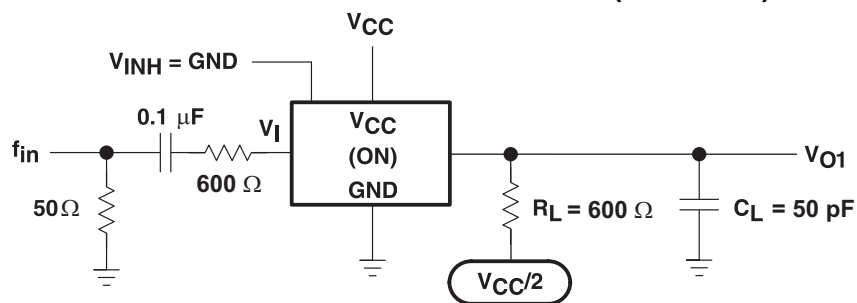 VCC
VINH = GND
0.1 μF
VI
VCC
(ON)
GND
fin
600 Ω
50Ω
VO1
RL = 600 Ω
CL = 50 pF
VCC/2